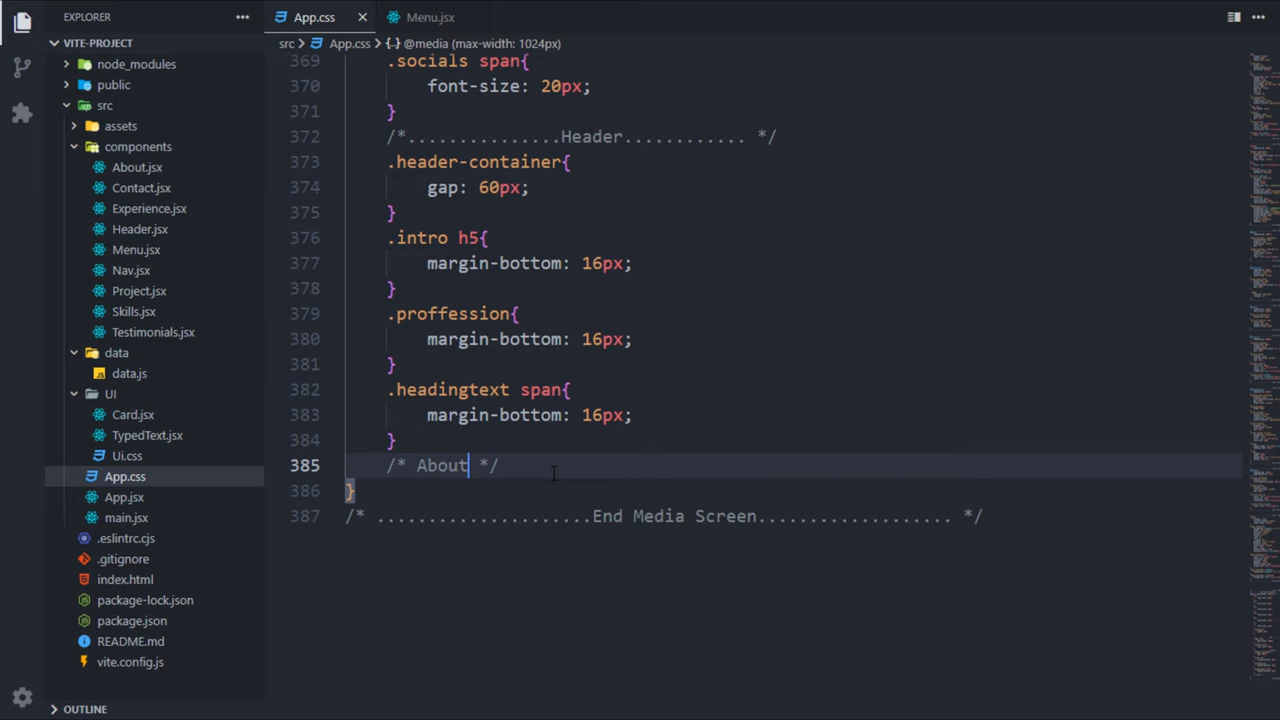 EXPLORER
App.css
Menu.jsx
VITE-PROJECT
src App.css {} @media (max-width: 1024px)
node_modules
public
src
assets
components
About.jsx
Contact.jsx
Experience.jsx
Header.jsx
Menu.jsx
Nav.jsx
Project.jsx
Skills.jsx
Testimonials.jsx
data
data.js
UI
Card.jsx
TypedText.jsx
Ui.css
App.css
App.jsx
main.jsx
.eslintrc.cjs
.gitignore
index.html
package-lock.json
package.json
README.md
vite.config.js
OUTLINE
369 .socials span{
370 font-size: 20px;
371 }
372 /*...............Header............ */
373 .header-container{
374 gap: 60px;
375 }
376 .intro h5{
377 margin-bottom: 16px;
378 }
379 .proffession{
380 margin-bottom: 16px;
381 }
382 .headingtext span{
383 margin-bottom: 16px;
384 }
385 /* About */
386 }
387 /* .....................End Media Screen................... */